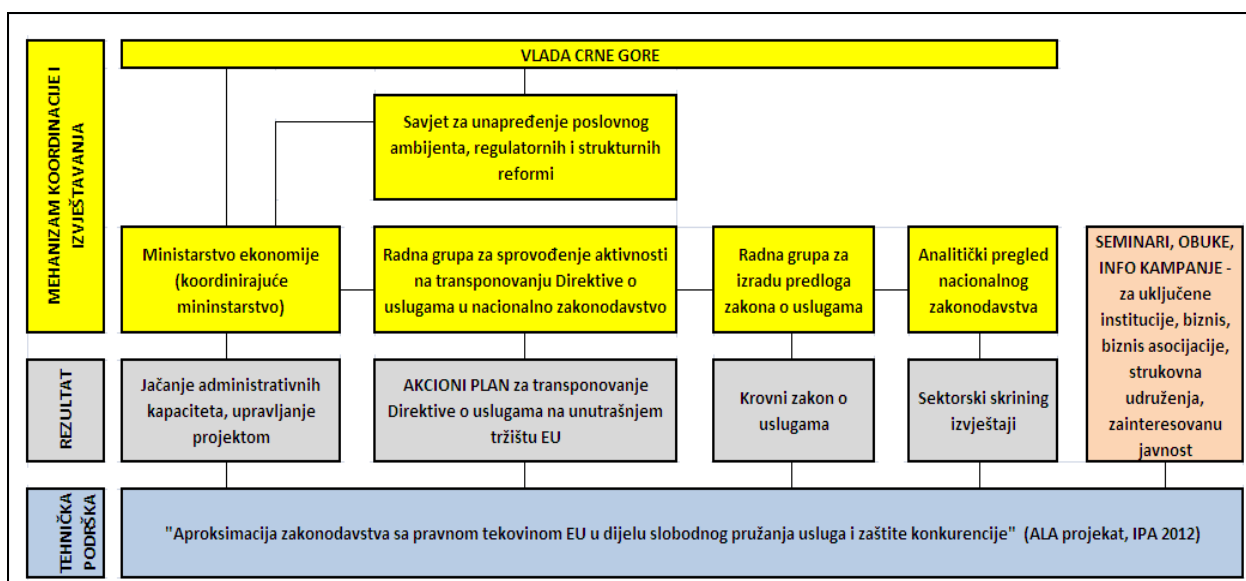 MEHANIZAM KOORDINACIJE I
IZVJEŠTAVANJA
VLADA CRNE GORE
Savjet za unapređenje poslovnog
ambijenta, regulatornih i strukturnih
reformi
Ministarstvo ekonomije
(koordinirajuće
mininstarstvo)
Radna grupa za sprovođenje aktivnosti
na transponovanju Direktive o
uslugama u nacionalno zakonodavstvo
Radna grupa za
izradu predloga
zakona o uslugama
Analitički pregled
nacionalnog
zakonodavstva
SEMINARI, OBUKE,
INFO KAMPANJE -
za uključene
institucije, biznis,
biznis asocijacije,
strukovna
udruženja,
zainteresovanu
javnost
REZULTAT
Jačanje administrativnih
kapaciteta, upravljanje
projektom
AKCIONI PLAN za transponovanje
Direktive o uslugama na unutrašnjem
tržištu EU
Krovni zakon o
uslugama
Sektorski skrining
izvještaji
TEHNIČKA
PODRŠKA
"Aproksimacija zakonodavstva sa pravnom tekovinom EU u dijelu slobodnog pružanja usluga i zaštite konkurencije" (ALA projekat, IPA 2012)